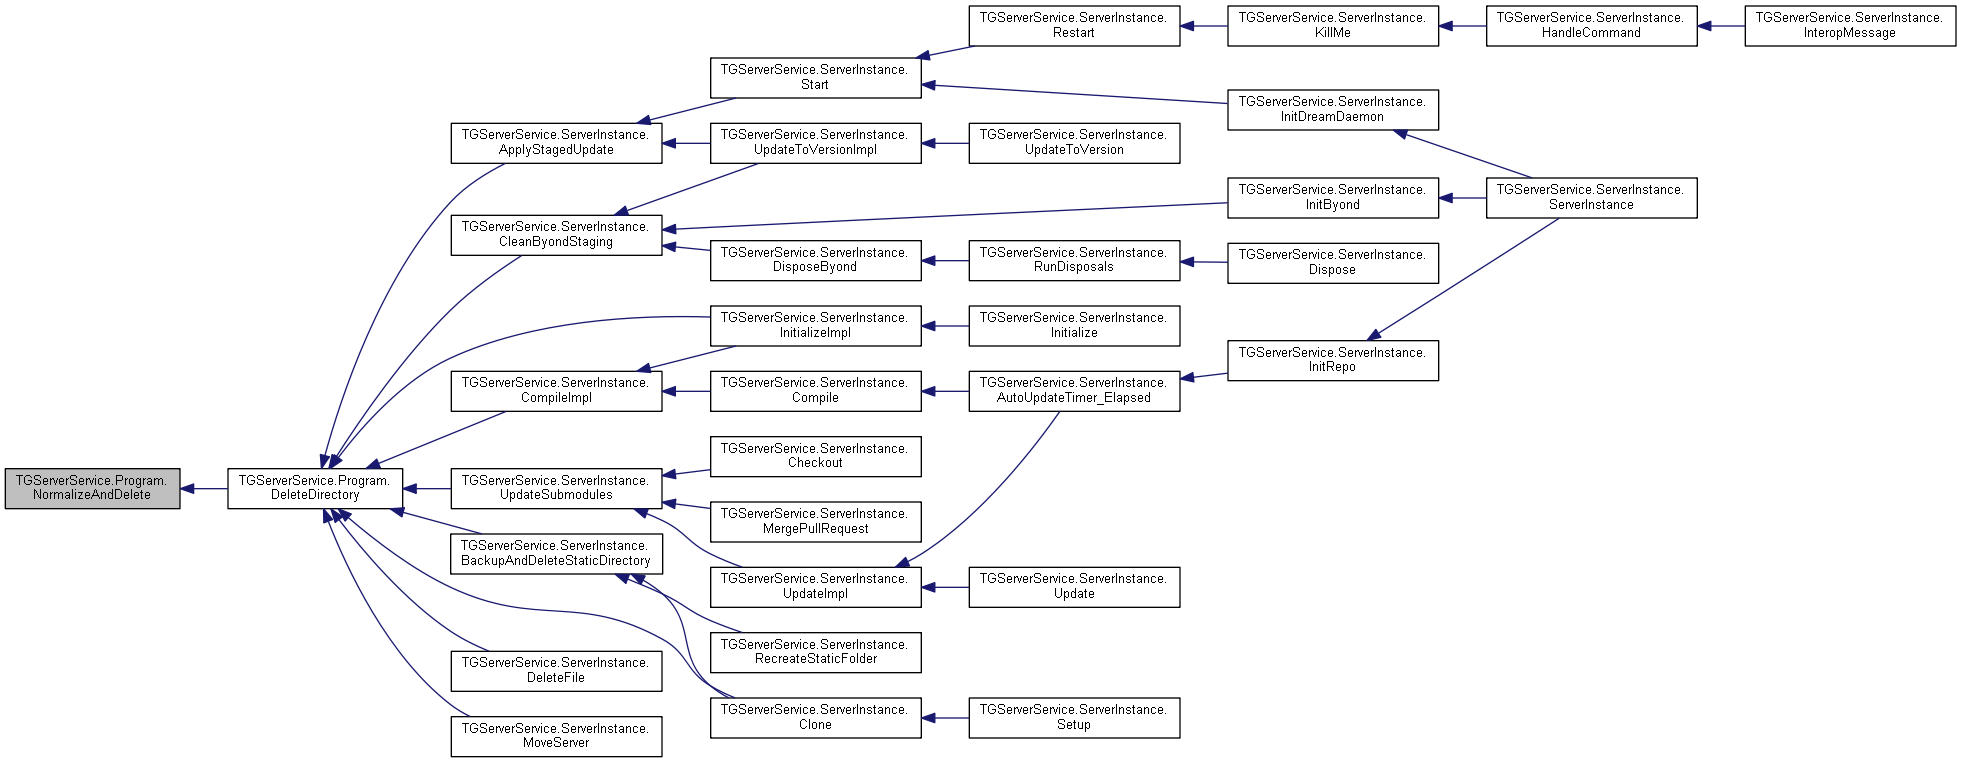 TGServerService.ServerInstance.
Restart
TGServerService.ServerInstance.
KillMe
TGServerService.ServerInstance.
HandleCommand
TGServerService.ServerInstance.
InteropMessage
TGServerService.ServerInstance.
Start
TGServerService.ServerInstance.
InitDreamDaemon
TGServerService.ServerInstance.
ApplyStagedUpdate
TGServerService.ServerInstance.
UpdateToVersionImpl
TGServerService.ServerInstance.
UpdateToVersion
TGServerService.ServerInstance.
InitByond
TGServerService.ServerInstance.
ServerInstance
TGServerService.ServerInstance.
CleanByondStaging
TGServerService.ServerInstance.
DisposeByond
TGServerService.ServerInstance.
RunDisposals
TGServerService.ServerInstance.
Dispose
TGServerService.ServerInstance.
InitializeImpl
TGServerService.ServerInstance.
Initialize
TGServerService.ServerInstance.
InitRepo
TGServerService.ServerInstance.
CompileImpl
TGServerService.ServerInstance.
Compile
TGServerService.ServerInstance.
AutoUpdateTimer_Elapsed
TGServerService.ServerInstance.
Checkout
TGServerService.Program.
NormalizeAndDelete
TGServerService.Program.
DeleteDirectory
TGServerService.ServerInstance.
UpdateSubmodules
TGServerService.ServerInstance.
MergePullRequest
TGServerService.ServerInstance.
BackupAndDeleteStaticDirectory
TGServerService.ServerInstance.
UpdateImpl
TGServerService.ServerInstance.
Update
TGServerService.ServerInstance.
RecreateStaticFolder
TGServerService.ServerInstance.
DeleteFile
TGServerService.ServerInstance.
Clone
TGServerService.ServerInstance.
Setup
TGServerService.ServerInstance.
MoveServer